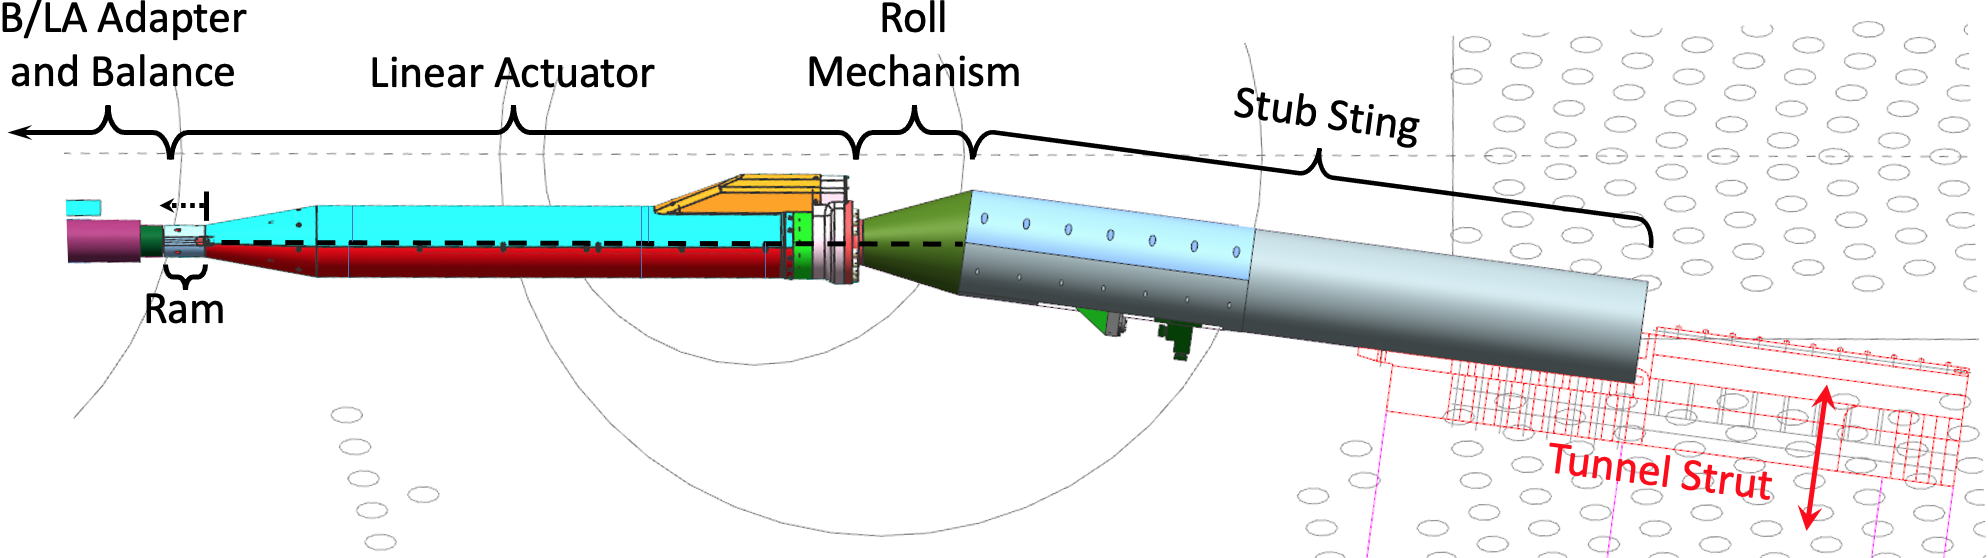 B/LA Adapter
and Balance
Linear Actuator
Roll
Mechanism
Stub Sting
Ram
Tunnel Strut